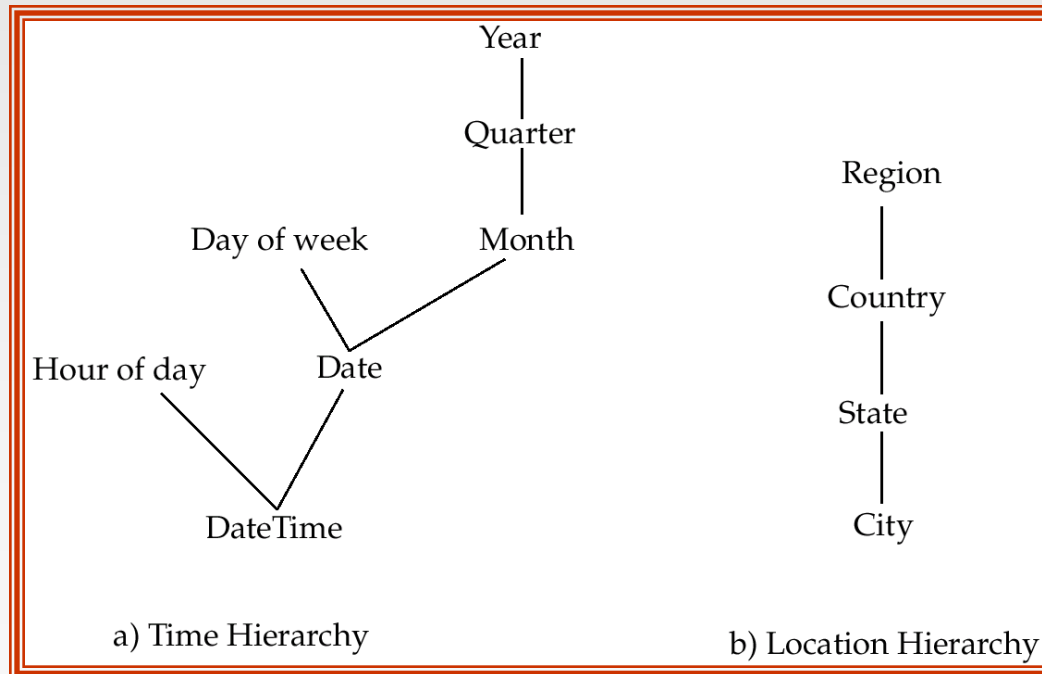 Year
Quarter
Region
Day of week
Month
Country
Hour of day
Date
State
DateTime
City
a) Time Hierarchy
b) Location Hierarchy